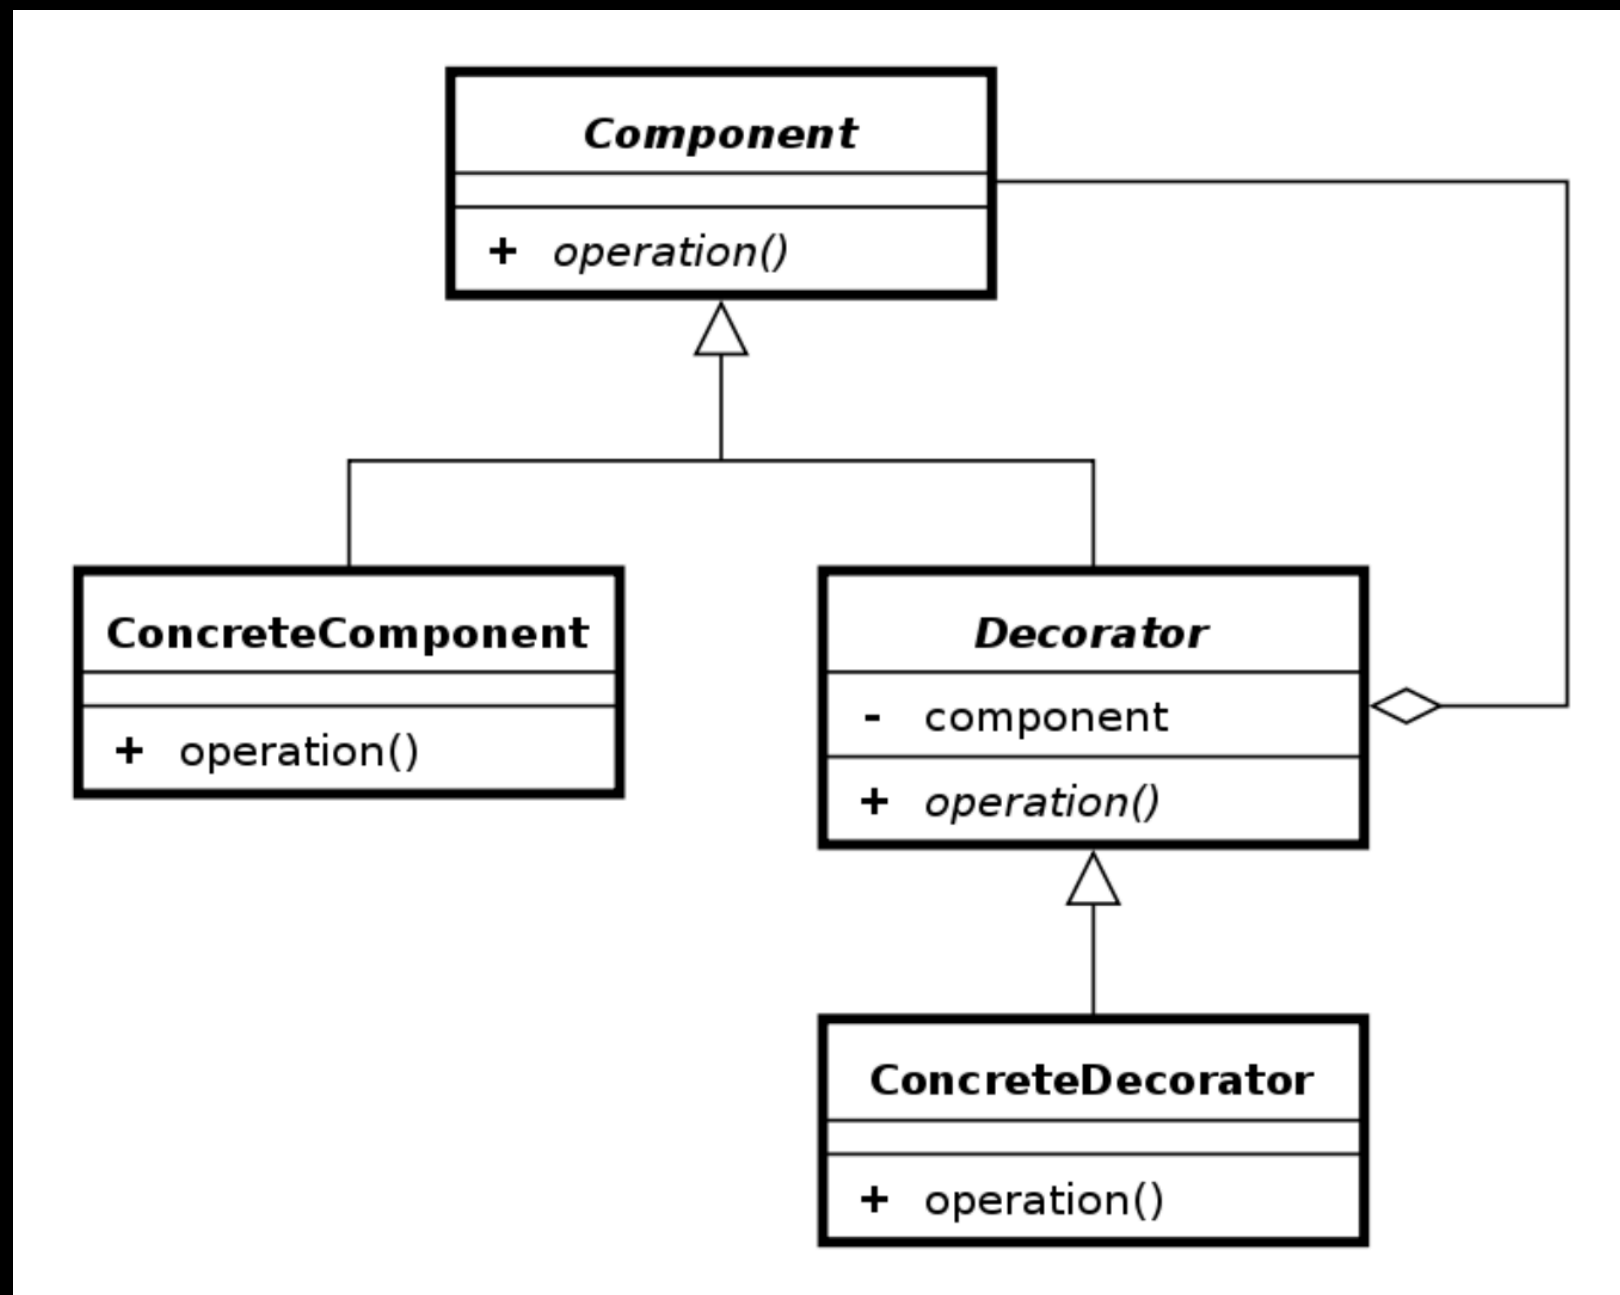 Component
+ operation()
ConcreteComponent
+ operation()
Decorator
- component
+ operation()
ConcreteDecorator
+ operation()